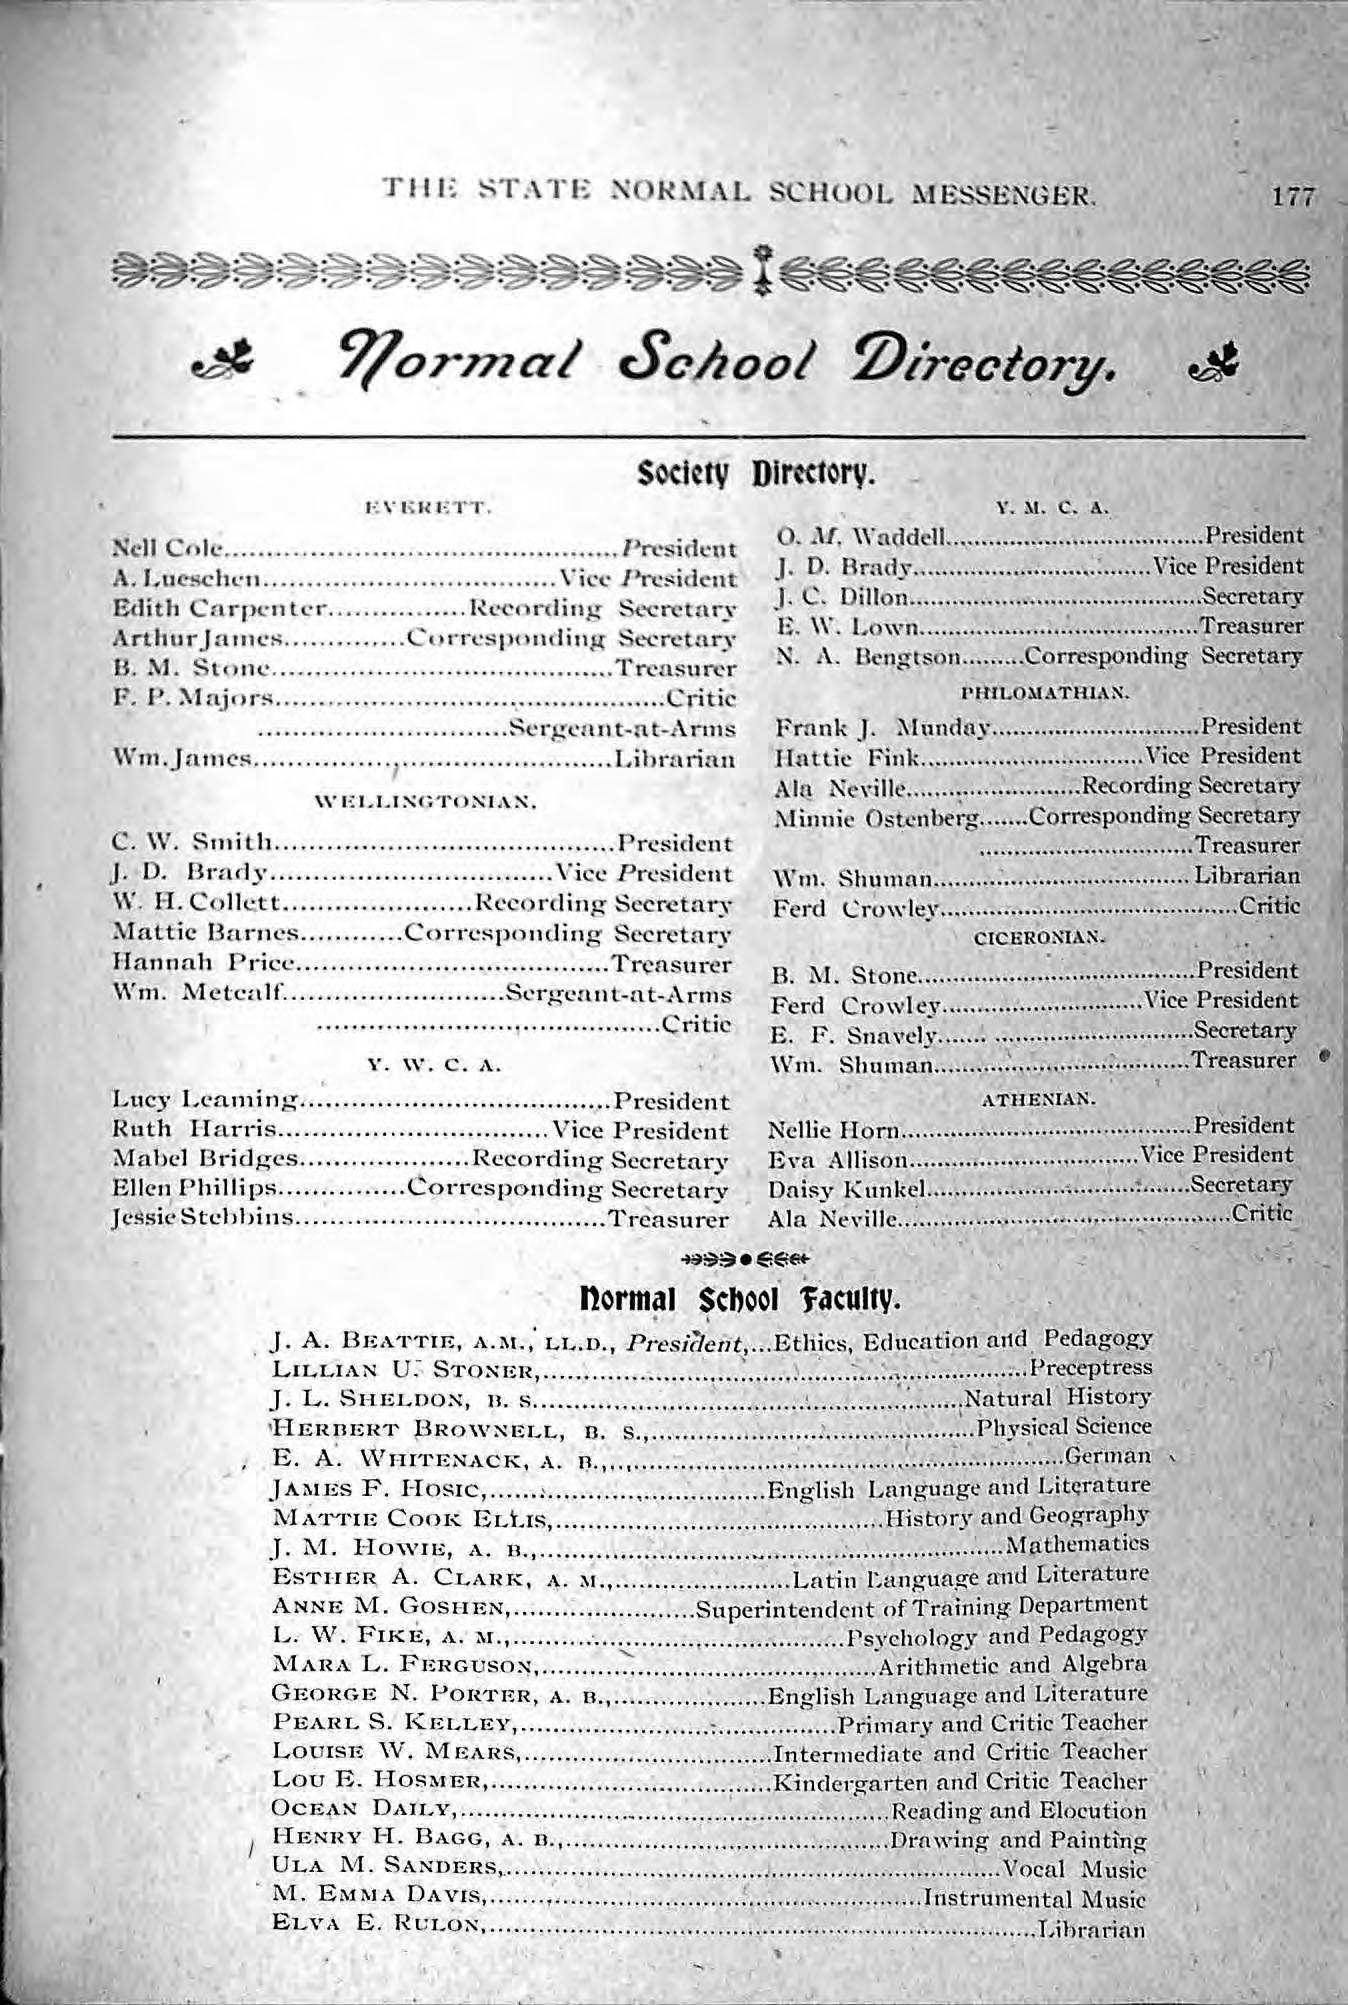 THE STATE NORMAL SCHOOL MESSENGER. 177
Normal School Directory.
Society Directory.
EVERETT.
Nell Cole............President
A. Lueschen............Vice President
Edith Carpenter............Recording Secretary
Arthur James............Corresponding Secretary
B. M. Stone............Treasurer
F. P. Majors............Critic
............Sergeant-at-Arms
Wm. James............Librarian
WELLINGTONIAN.
C. W. Smith............President
J. D. Brady............Vice President
W. H. Collett............Recording Secretary
Mattie Barnes............Corresponding Secretary
Hannah Price............Treasurer
Wm. Metcalf............Sergeant-at-Arms
............Critic
Y. W. C. A.
Lucy Leaming............President
Ruth Harris............Vice President
Mabel Bridges............Recording Secretary
Ellen Phillips............Corresponding Secretary
Jessie Stebbins............Treasurer
Y. M. C. A.
O. M. Waddell............President
J. D. Brady............Vice President
J. C. Dillon............Secretary
E. W. Lown............Treasurer
N. A. Bengtson............Corresponding Secretary
PHILOMATHIAN.
Frank J. Munday............President
Hattie Fink............Vice President
Ala Neville............Recording Secretary
Minnie Ostenberg............Corresponding Secretary
............Treasurer
Wm. Shuman............Librarian
Ferd Crowley............Critic
CICERONIAN.
B. M. Stone............President
Ferd Crowley............Vice President
E. F. Snavely............Secretary
Wm. Shuman............Treasurer
ATHENIAN.
Nellie Horn............President
Eva Allison............Vice President
Daisy Kunkel............Secretary
Ala Neville............Critic
Normal School Faculty.
J. A. BEATTIE, A.M., LL.D., President,...Ethics, Education and Pedagogy
LILLIAN U. STONER,............Preceptress
J. L. SHELDON, B. S............Natural History
HERBERT BROWNELL, B. S.,............Physical Science
E. A. WHITENACK, A. B.,............German
JAMES F. HOSIC,............English Language and Literature
MATTIE COOK ELLIS,............History and Geography
J. M. HOWIE, A. B.,............Mathematics
ESTHER A. CLARK, A. M.,............Latin Language and Literature
ANNE M. GOSHEN,............Superintendent of Training Department
L. W. FIKE, A. M.,............Psychology and Pedagogy
MARA L. FERGUSON,............Arithmetic and Algebra
GEORGE N. PORTER, A. B.,............English Language and Literature
PEARL S. KELLEY,............Primary and Critic Teacher
LOUISE W. MEARS,............Intermediate and Critic Teacher
LOU E. HOSMER,............Kindergarten and Critic Teacher
OCEAN DAILY,............Reading and Elocution
HENRY H. BAGG, A. B.,............Drawing and Painting
ULA M. SANDERS,............Vocal Music
M. EMMA DAVIS,............Instrumental Music
ELVA E. RULON,............Librarian